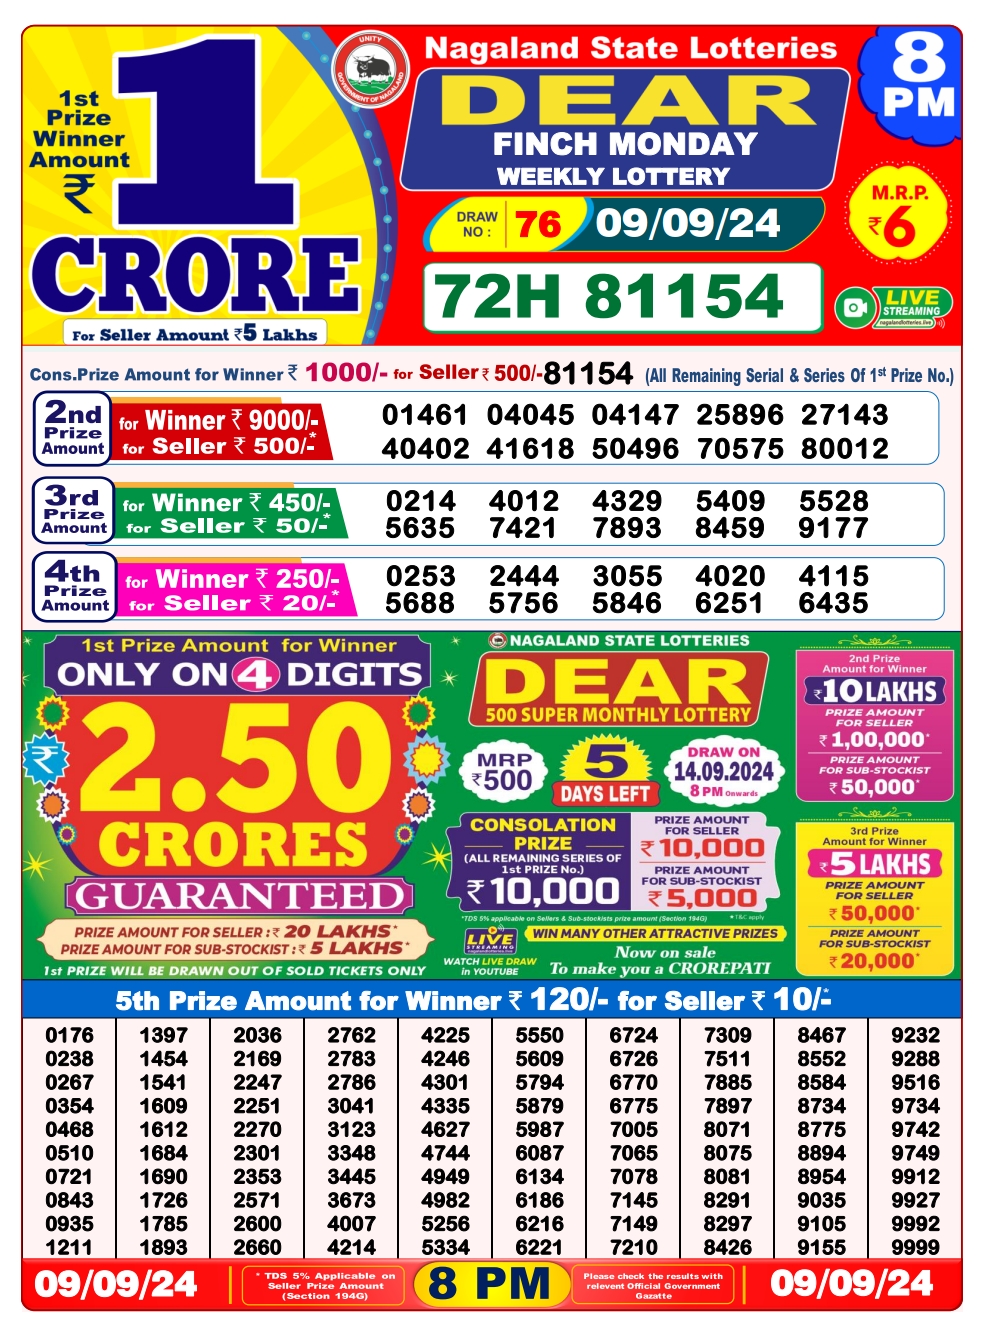 1st
Prize
Winner
Amount
₹
1
CRORE
For Seller Amount ₹5 Lakhs
UNITY
GOVERNMENT OF NAGALAND
Nagaland State Lotteries
DEAR
FINCH MONDAY
WEEKLY LOTTERY
8
PM
DRAW NO : 76 09/09/24
M.R.P.
₹6
72H 81154
LIVE
STREAMING
nagalandlotteries.live
Cons.Prize Amount for Winner ₹ 1000/- for Seller ₹ 500/- 81154 (All Remaining Serial & Series Of 1st Prize No.)
2nd
Prize
Amount
for Winner ₹ 9000/-
for Seller ₹ 500/-*
01461 04045 04147 25896 27143
40402 41618 50496 70575 80012
3rd
Prize
Amount
for Winner ₹ 450/-
for Seller ₹ 50/-*
0214 4012 4329 5409 5528
5635 7421 7893 8459 9177
4th
Prize
Amount
for Winner ₹ 250/-
for Seller ₹ 20/-*
0253 2444 3055 4020 4115
5688 5756 5846 6251 6435
1st Prize Amount for Winner
ONLY ON 4 DIGITS
₹
2.50
CRORES
GUARANTEED
PRIZE AMOUNT FOR SELLER :₹ 20 LAKHS*
PRIZE AMOUNT FOR SUB-STOCKIST :₹ 5 LAKHS*
1st PRIZE WILL BE DRAWN OUT OF SOLD TICKETS ONLY
NAGALAND STATE LOTTERIES
DEAR
500 SUPER MONTHLY LOTTERY
MRP
₹500
5
DAYS LEFT
DRAW ON
14.09.2024
8 PM Onwards
CONSOLATION
PRIZE
(ALL REMAINING SERIES OF
1st PRIZE No.)
₹ 10,000
PRIZE AMOUNT
FOR SELLER
₹ 10,000
PRIZE AMOUNT
FOR SUB-STOCKIST
₹ 5,000
*TDS 5% applicable on Sellers & Sub-stockists prize amount (Section 194G)
*T&C apply
LIVE
STREAMING
nagalandlotteries.live
WATCH LIVE DRAW
in YOUTUBE
WIN MANY OTHER ATTRACTIVE PRIZES
Now on sale
To make you a CROREPATI
2nd Prize
Amount for Winner
₹10 LAKHS
PRIZE AMOUNT
FOR SELLER
₹ 1,00,000*
PRIZE AMOUNT
FOR SUB-STOCKIST
₹ 50,000*
3rd Prize
Amount for Winner
₹5 LAKHS
PRIZE AMOUNT
FOR SELLER
₹ 50,000*
PRIZE AMOUNT
FOR SUB-STOCKIST
₹ 20,000*
5th Prize Amount for Winner ₹ 120/- for Seller ₹ 10/-*
0176 1397 2036 2762 4225 5550 6724 7309 8467 9232
0238 1454 2169 2783 4246 5609 6726 7511 8552 9288
0267 1541 2247 2786 4301 5794 6770 7885 8584 9516
0354 1609 2251 3041 4335 5879 6775 7897 8734 9734
0468 1612 2270 3123 4627 5987 7005 8071 8775 9742
0510 1684 2301 3348 4744 6087 7065 8075 8894 9749
0721 1690 2353 3445 4949 6134 7078 8081 8954 9912
0843 1726 2571 3673 4982 6186 7145 8291 9035 9927
0935 1785 2600 4007 5256 6216 7149 8297 9105 9992
1211 1893 2660 4214 5334 6221 7210 8426 9155 9999
09/09/24
* TDS 5% Applicable on
Seller Prize Amount
(Section 194G)
8 PM
Please check the results with
relevent Official Government
Gazatte
09/09/24